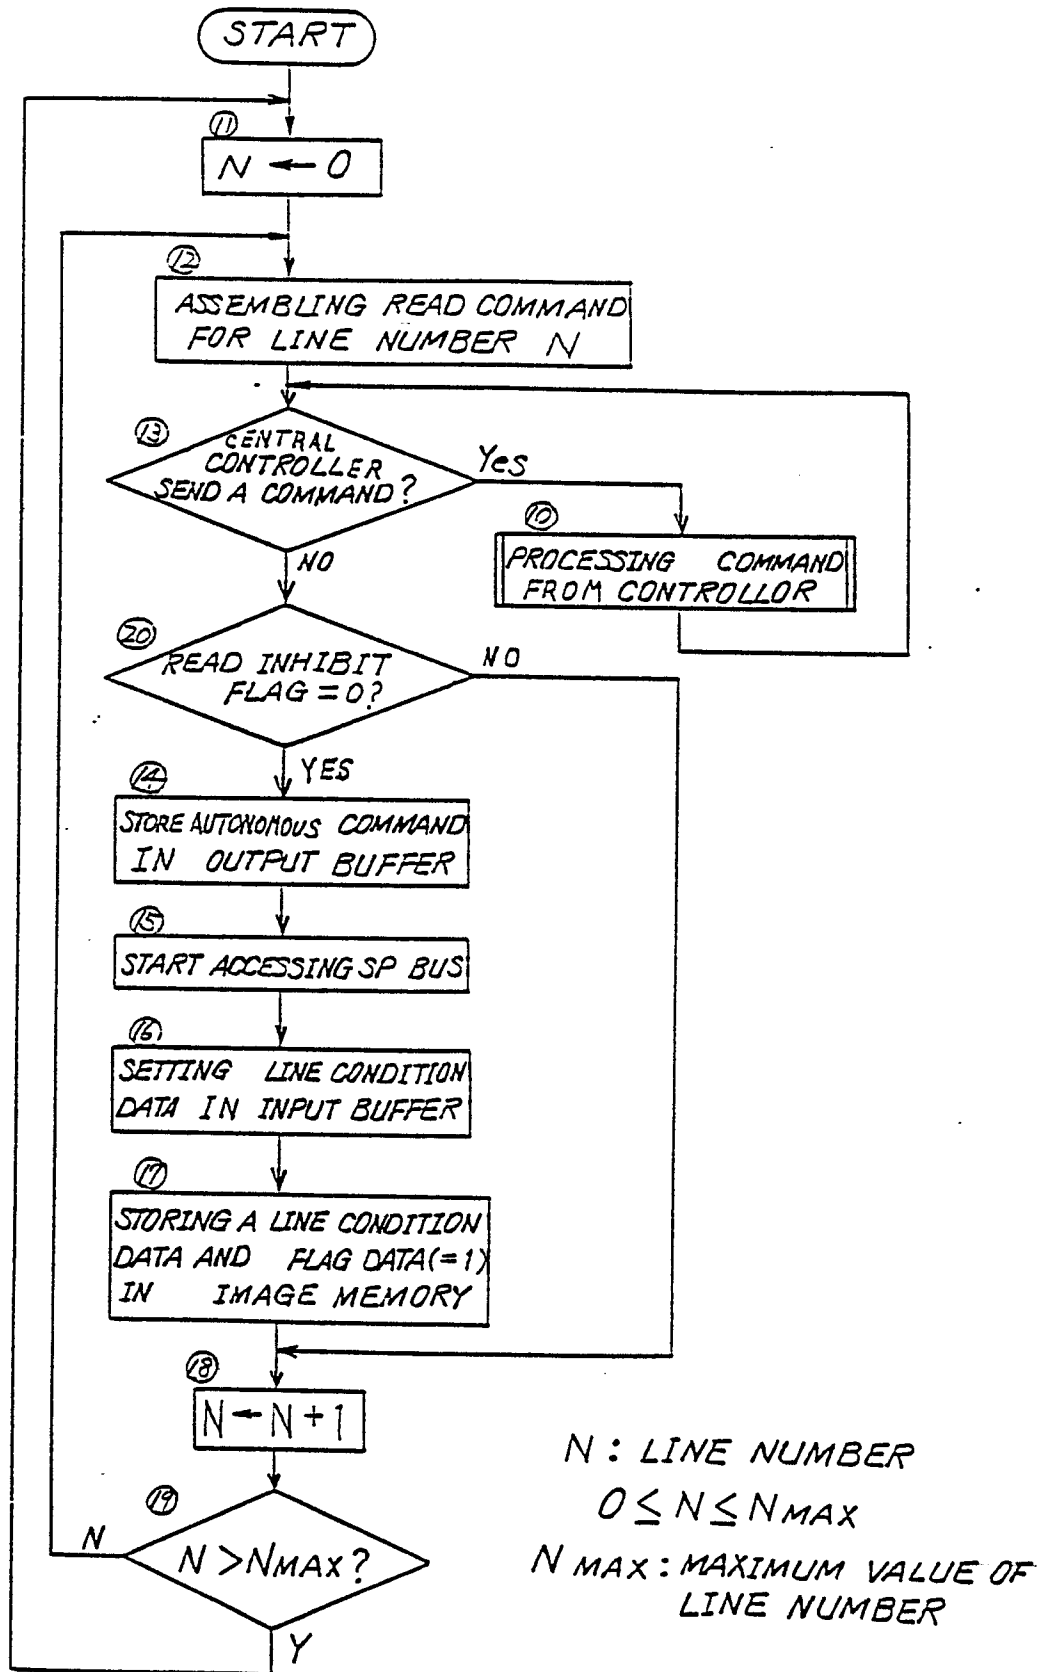 START
11
N ← 0
12
ASSEMBLING READ COMMAND
FOR LINE NUMBER N
13
CENTRAL
CONTROLLER
SEND A COMMAND?
Yes
10
PROCESSING COMMAND
FROM CONTROLLOR
NO
20
READ INHIBIT
FLAG = 0?
NO
YES
14
STORE AUTONOMOUS COMMAND
IN OUTPUT BUFFER
15
START ACCESSING SP BUS
16
SETTING LINE CONDITION
DATA IN INPUT BUFFER
17
STORING A LINE CONDITION
DATA AND FLAG DATA(=1)
IN IMAGE MEMORY
18
N ← N + 1
19
N
N > NMAX?
Y
N : LINE NUMBER
0 ≤ N ≤ NMAX
N MAX : MAXIMUM VALUE OF
LINE NUMBER